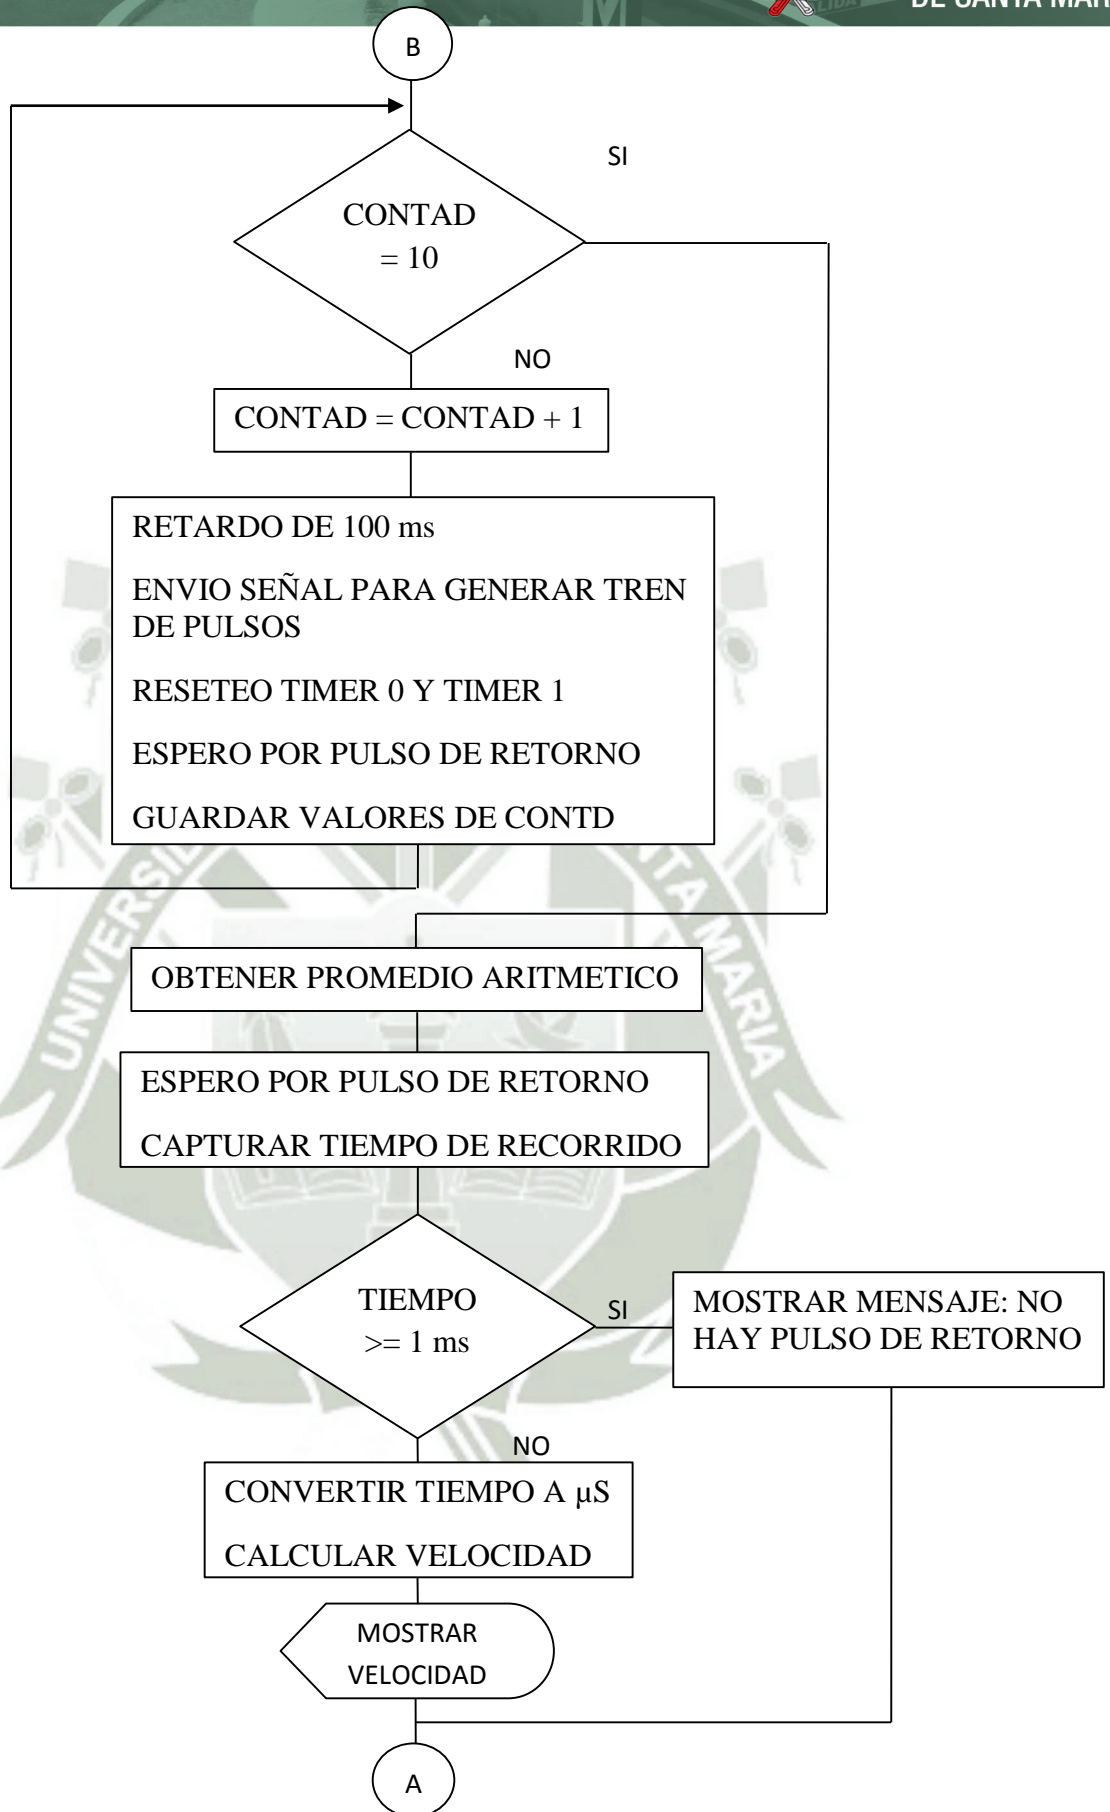 DE SANTA MAR
B
SI
CONTAD
= 10
NO
CONTAD = CONTAD + 1
RETARDO DE 100 ms
ENVIO SEÑAL PARA GENERAR TREN
DE PULSOS
RESETEO TIMER 0 Y TIMER 1
ESPERO POR PULSO DE RETORNO
GUARDAR VALORES DE CONTD
OBTENER PROMEDIO ARITMETICO
ESPERO POR PULSO DE RETORNO
CAPTURAR TIEMPO DE RECORRIDO
TIEMPO
>= 1 ms
SI
MOSTRAR MENSAJE: NO
HAY PULSO DE RETORNO
NO
CONVERTIR TIEMPO A µS
CALCULAR VELOCIDAD
MOSTRAR
VELOCIDAD
A